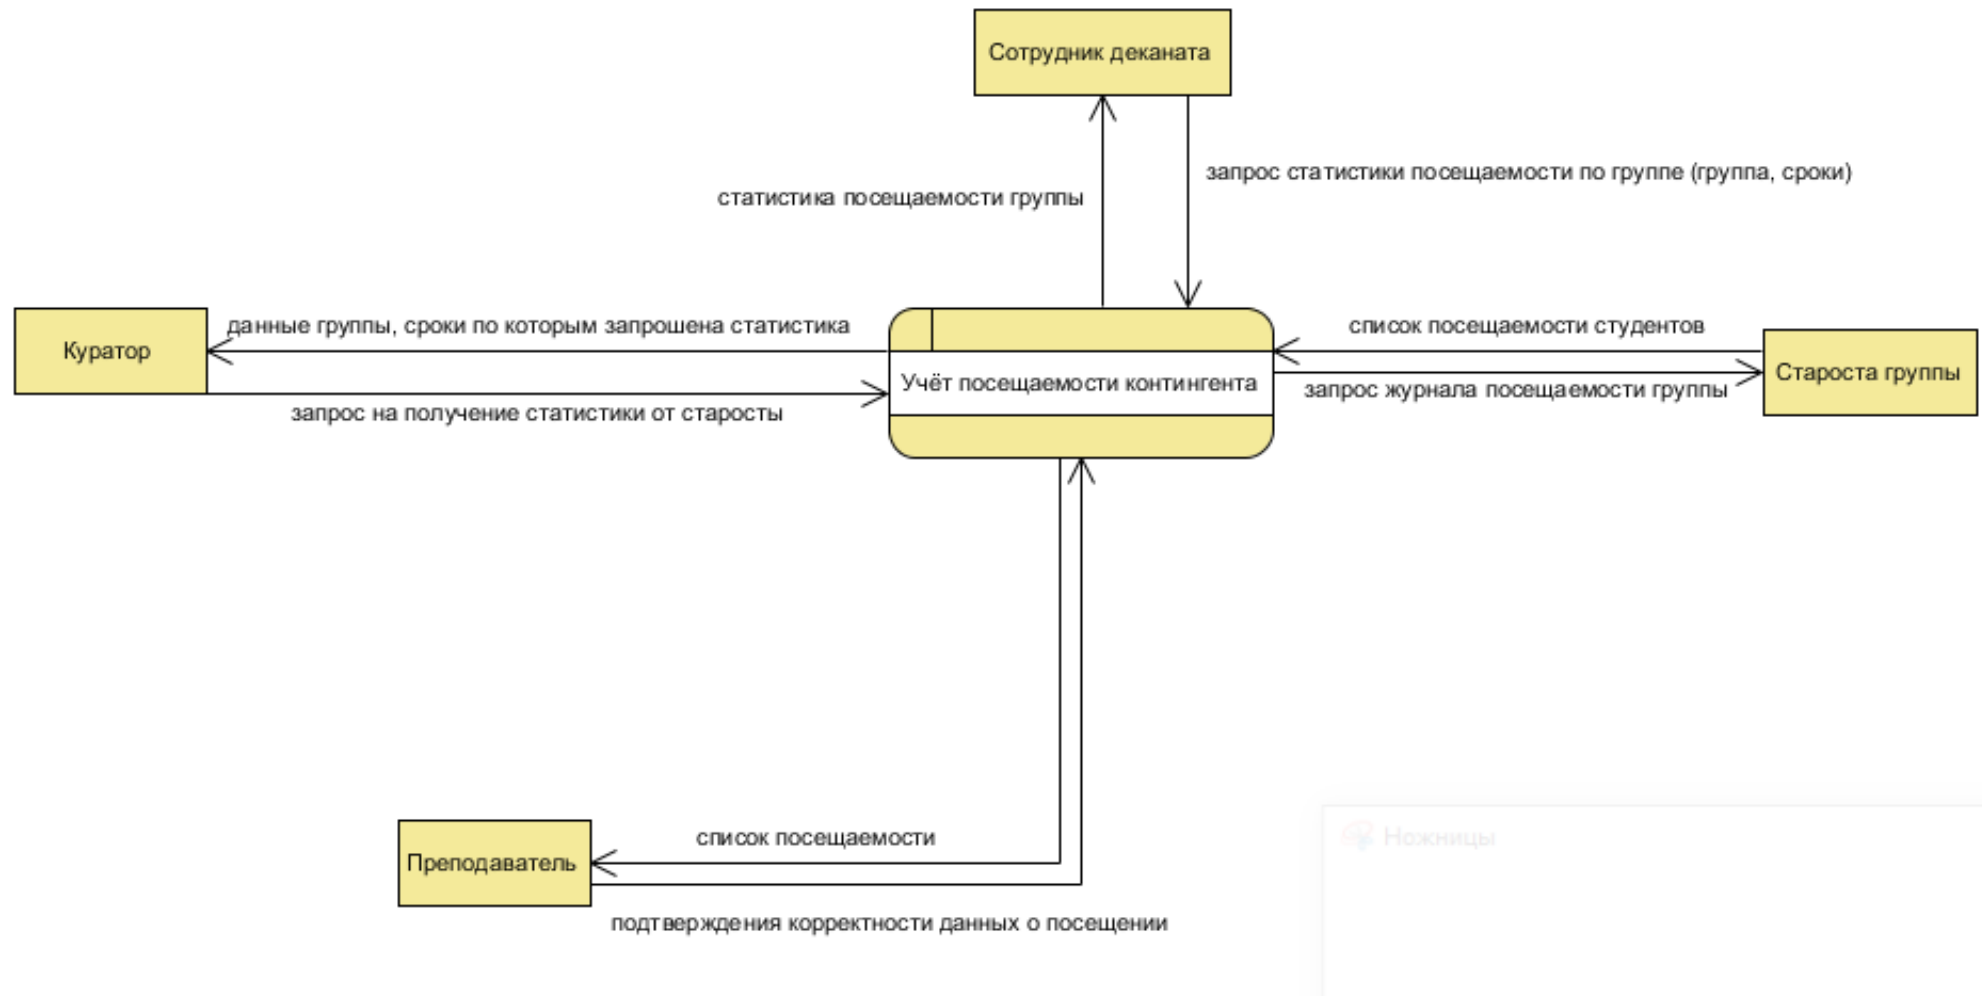 Сотрудник деканата
запрос статистики посещаемости по группе (группа, сроки)
статистика посещаемости группы
данные группы, сроки по которым запрошена статистика
список посещаемости студентов
Куратор
Учёт посещаемости контингента
Староста группы
запрос журнала посещаемости группы
запрос на получение статистики от старосты
список посещаемости
Ножницы
Преподаватель
подтверждения корректности данных о посещении